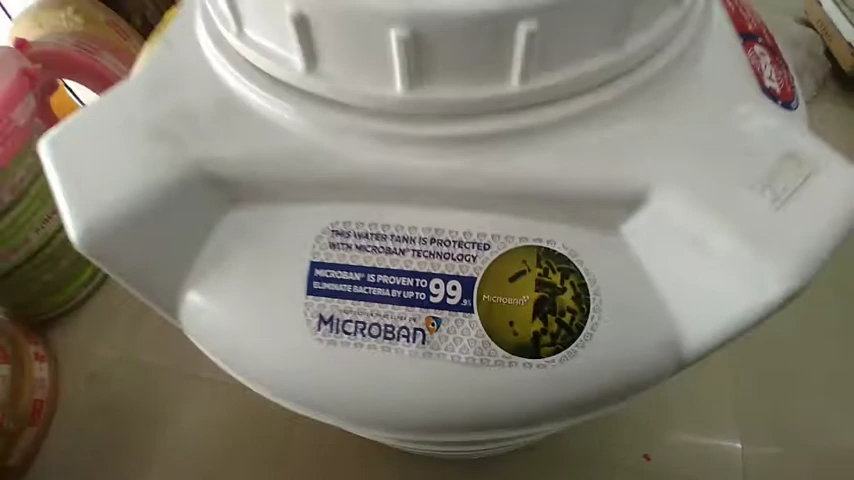 THIS WATER TANK IS PROTECTED
WITH MICROBAN® TECHNOLOGY
MICROBAN® IS PROVEN TO
ELIMINATE BACTERIA BY UP TO
99.9%
MICROBAN
MICROBAN